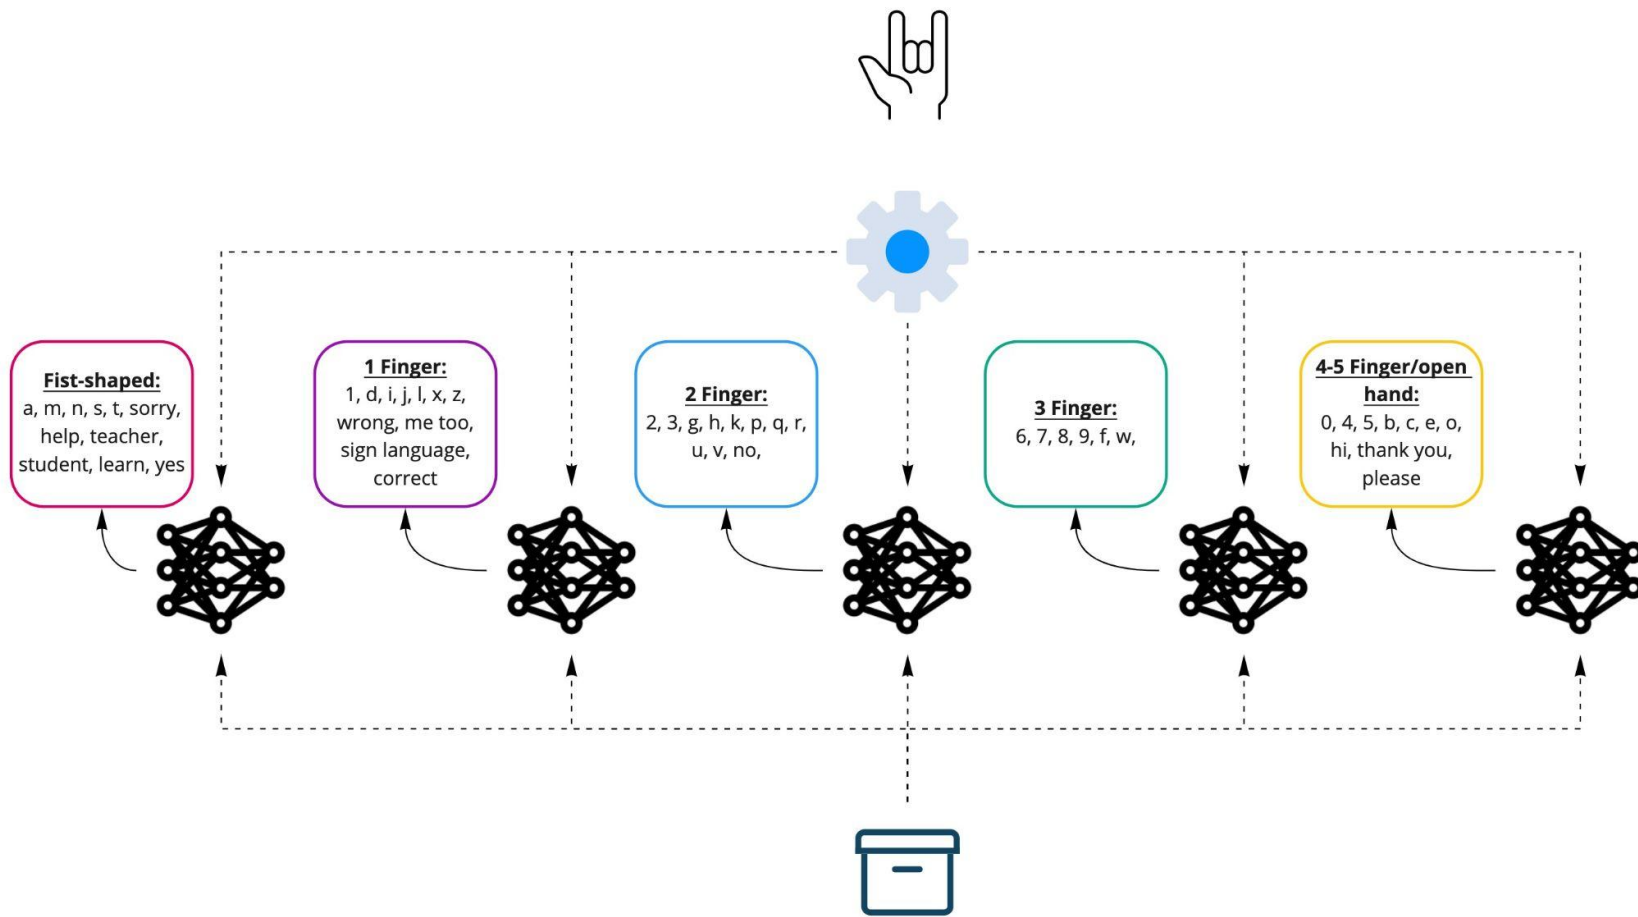 Fist-shaped:
a, m, n, s, t, sorry,
help, teacher,
student, learn, yes
1 Finger:
1, d, i, j, l, x, z,
wrong, me too,
sign language,
correct
2 Finger:
2, 3, g, h, k, p, q, r,
u, v, no,
3 Finger:
6, 7, 8, 9, f, w,
4-5 Finger/open
hand:
0, 4, 5, b, c, e, o,
hi, thank you,
please